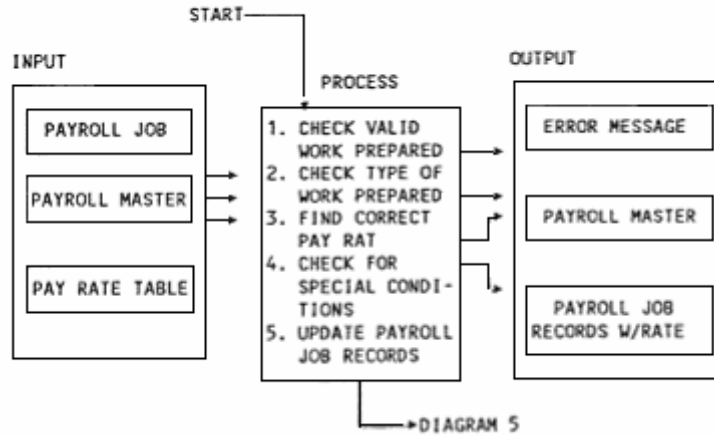 START
INPUT
PAYROLL JOB
PAYROLL MASTER
PAY RATE TABLE
PROCESS
1. CHECK VALID
WORK PREPARED
2. CHECK TYPE OF
WORK PREPARED
3. FIND CORRECT
PAY RAT
4. CHECK FOR
SPECIAL CONDI-
TIONS
5. UPDATE PAYROLL
JOB RECORDS
OUTPUT
ERROR MESSAGE
PAYROLL MASTER
PAYROLL JOB
RECORDS W/RATE
DIAGRAM 5